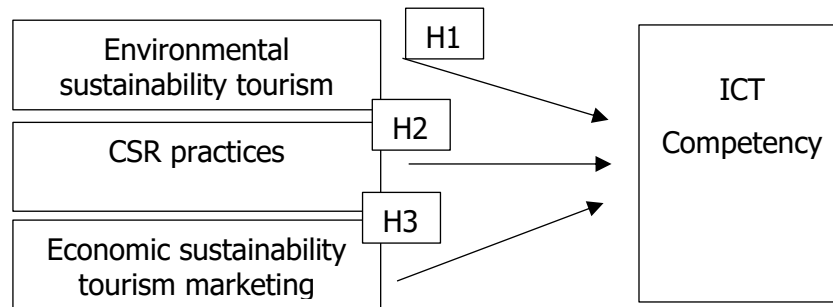 Environmental
sustainability tourism
H1
CSR practices
H2
Economic sustainability
tourism marketing
H3
ICT
Competency